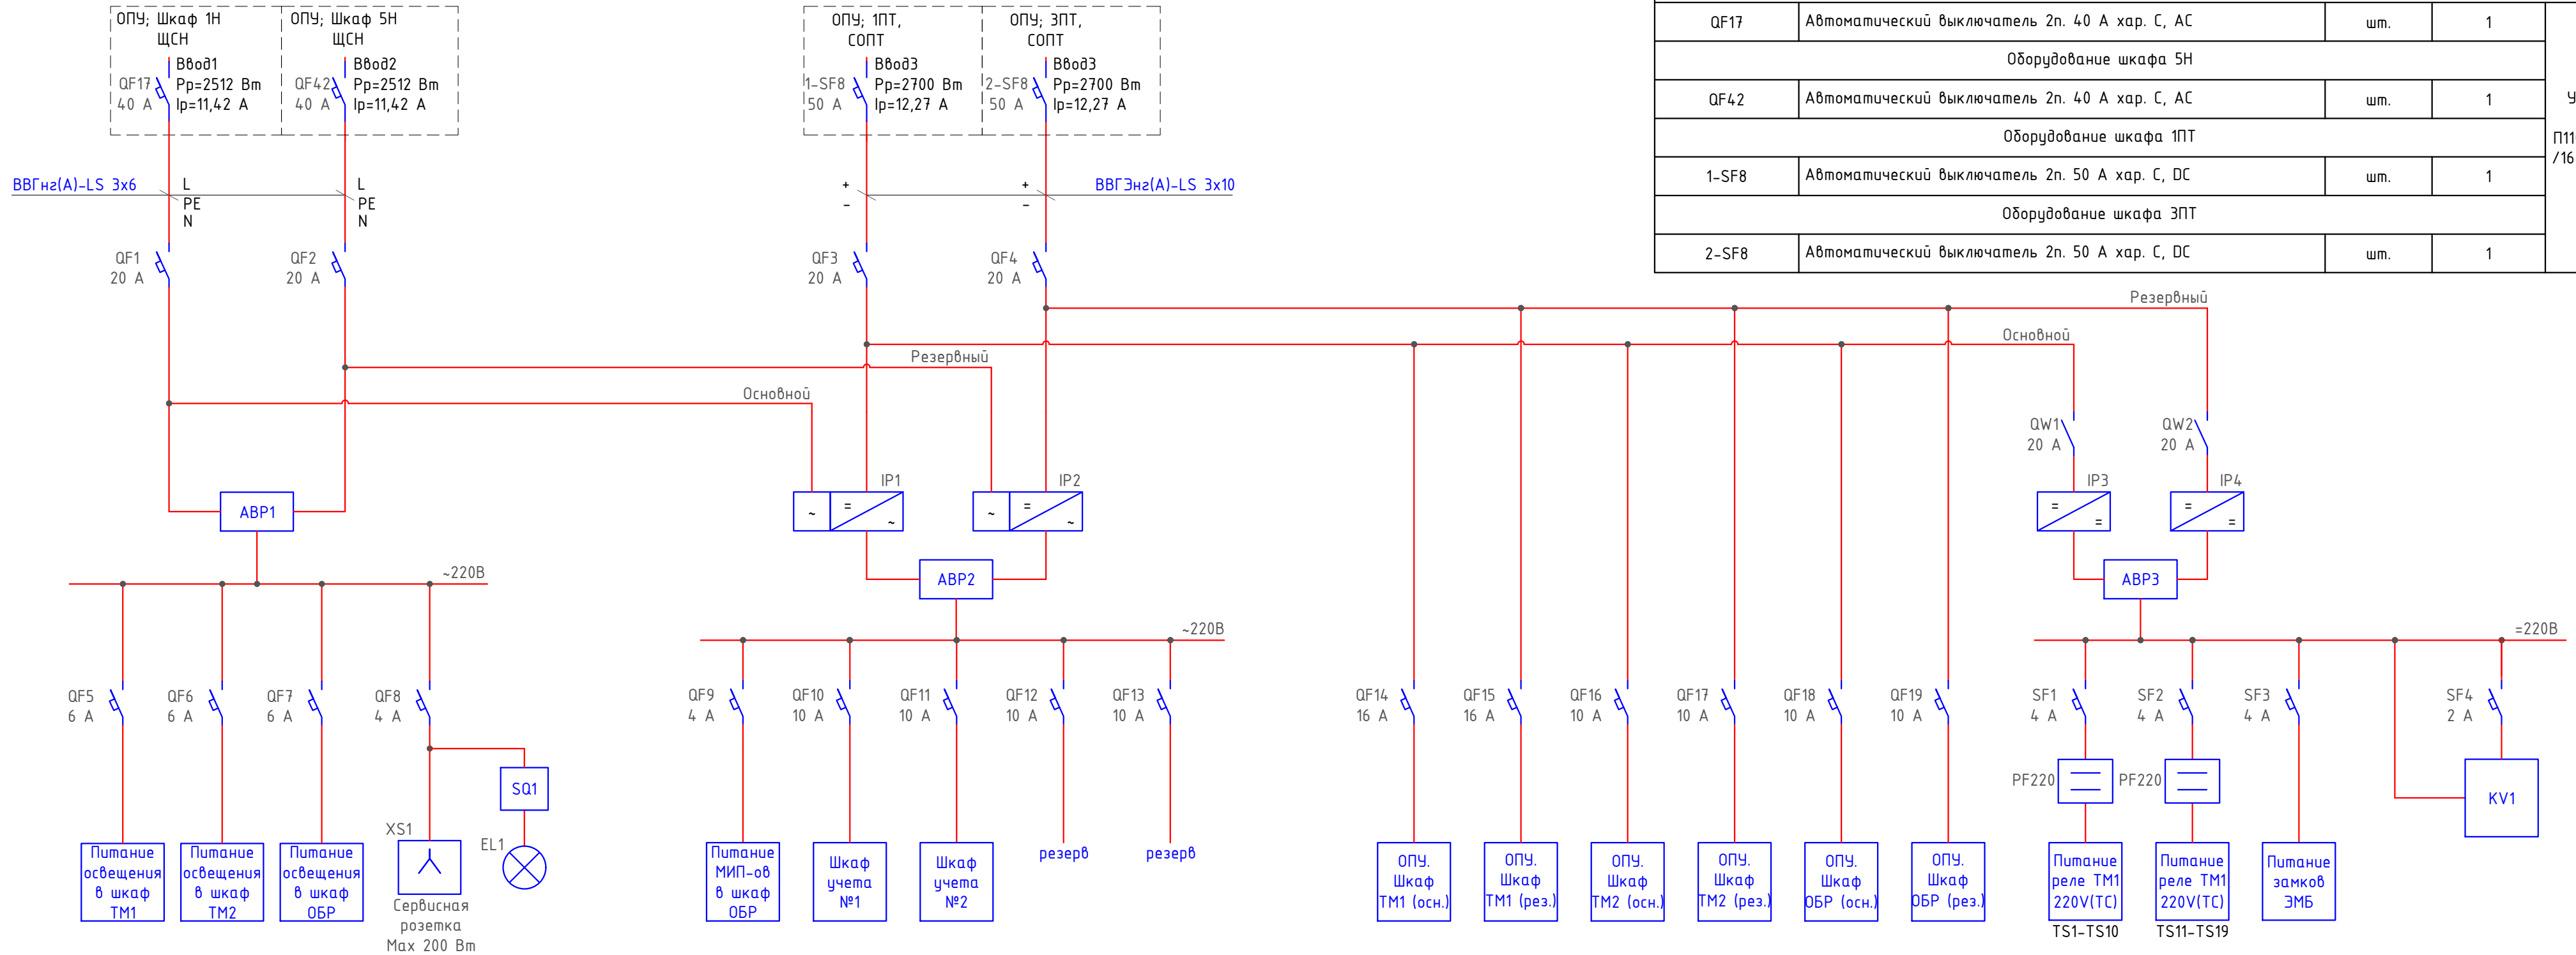 ОПУ; Шкаф 1Н
ЩСН
Ввод1
QF17
Рр=2512 Вт
40 А
Iр=11,42 А
ОПУ; Шкаф 5Н
ЩСН
Ввод2
QF42
Рр=2512 Вт
40 А
Iр=11,42 А
ОПУ; 1ПТ,
СОПТ
Ввод3
1-SF8
Рр=2700 Вт
50 А
Iр=12,27 А
ОПУ; 3ПТ,
СОПТ
Ввод3
2-SF8
Рр=2700 Вт
50 А
Iр=12,27 А
QF17
Автоматический выключатель 2п. 40 А хар. С, АС
шт.
1
Оборудование шкафа 5Н
QF42
Автоматический выключатель 2п. 40 А хар. С, АС
шт.
1
Оборудование шкафа 1ПТ
1-SF8
Автоматический выключатель 2п. 50 А хар. С, DC
шт.
1
Оборудование шкафа 3ПТ
2-SF8
Автоматический выключатель 2п. 50 А хар. С, DC
шт.
1
У
П11
/16
ВВГнг(А)-LS 3х6
L
PE
N
L
PE
N
+
-
+
-
ВВГЭнг(А)-LS 3х10
QF1
20 А
QF2
20 А
QF3
20 А
QF4
20 А
Резервный
Основной
Резервный
Основной
QW1
20 А
QW2
20 А
АВР1
IP1
~
=
~
IP2
~
=
~
IP3
=
=
IP4
=
=
АВР2
АВР3
~220В
~220В
=220В
QF5
6 А
QF6
6 А
QF7
6 А
QF8
4 А
QF9
4 А
QF10
10 А
QF11
10 А
QF12
10 А
QF13
10 А
QF14
16 А
QF15
16 А
QF16
10 А
QF17
10 А
QF18
10 А
QF19
10 А
SF1
4 А
SF2
4 А
SF3
4 А
SF4
2 А
SQ1
PF220
PF220
KV1
XS1
EL1
Питание
освещения
в шкаф
ТМ1
Питание
освещения
в шкаф
ТМ2
Питание
освещения
в шкаф
ОБР
Сервисная
розетка
Max 200 Вт
Питание
МИП-ов
в шкаф
ОБР
Шкаф
учета
№1
Шкаф
учета
№2
резерв
резерв
ОПУ.
Шкаф
ТМ1 (осн.)
ОПУ.
Шкаф
ТМ1 (рез.)
ОПУ.
Шкаф
ТМ2 (осн.)
ОПУ.
Шкаф
ТМ2 (рез.)
ОПУ.
Шкаф
ОБР (осн.)
ОПУ.
Шкаф
ОБР (рез.)
Питание
реле ТМ1
220V(ТС)
TS1-TS10
Питание
реле ТМ1
220V(ТС)
TS11-TS19
Питание
замков
ЭМБ